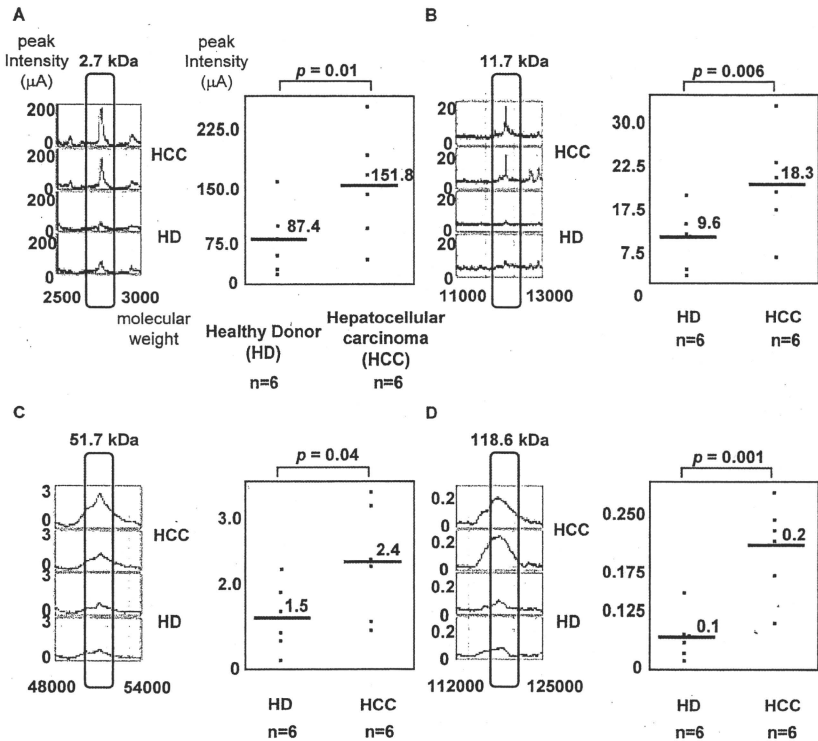 A
peak
Intensity
(μA)
2.7 kDa
200
0
200
0
200
0
200
0
HCC
HD
2500 3000
molecular
weight
peak
Intensity
(μA)
p = 0.01
225.0
150.0
75.0
0
87.4
151.8
Healthy Donor
(HD)
n=6
Hepatocellular
carcinoma
(HCC)
n=6
B
11.7 kDa
20
0
20
0
20
0
20
0
HCC
HD
11000 13000
p = 0.006
30.0
22.5
17.5
7.5
0
9.6
18.3
HD HCC
n=6 n=6
C
51.7 kDa
3
0
3
0
3
0
3
0
HCC
HD
48000 54000
p = 0.04
3.0
2.0
0
1.5
2.4
HD HCC
n=6 n=6
D
118.6 kDa
0.2
0
0.2
0
0.2
0
0.2
0
HCC
HD
112000 125000
p = 0.001
0.250
0.175
0.125
0
0.1
0.2
HD HCC
n=6 n=6